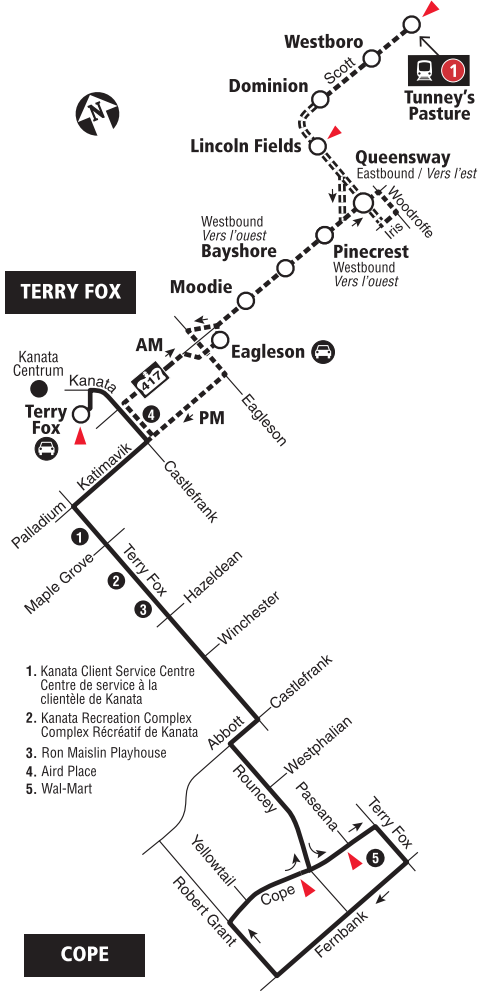 Westboro
Scott
1
Tunney's
Pasture
Dominion
N
Lincoln Fields
Queensway
Eastbound / Vers l'est
Woodroffe
Iris
Westbound
Vers l'ouest
Bayshore
Pinecrest
Westbound
Vers l'ouest
Moodie
TERRY FOX
AM
Eagleson
417
Kanata
Centrum
Kanata
Terry
Fox
4
PM
Eagleson
Katimavik
Castlefrank
Palladium
1
Maple Grove
Terry Fox
2
Hazeldean
3
Winchester
1. Kanata Client Service Centre
Centre de service à la
clientèle de Kanata
2. Kanata Recreation Complex
Complex Récréatif de Kanata
3. Ron Maislin Playhouse
4. Aird Place
5. Wal-Mart
Castlefrank
Abbott
Westphalian
Rouncey
Paseana
Terry Fox
5
Yellowtail
Cope
Robert Grant
Fernbank
COPE